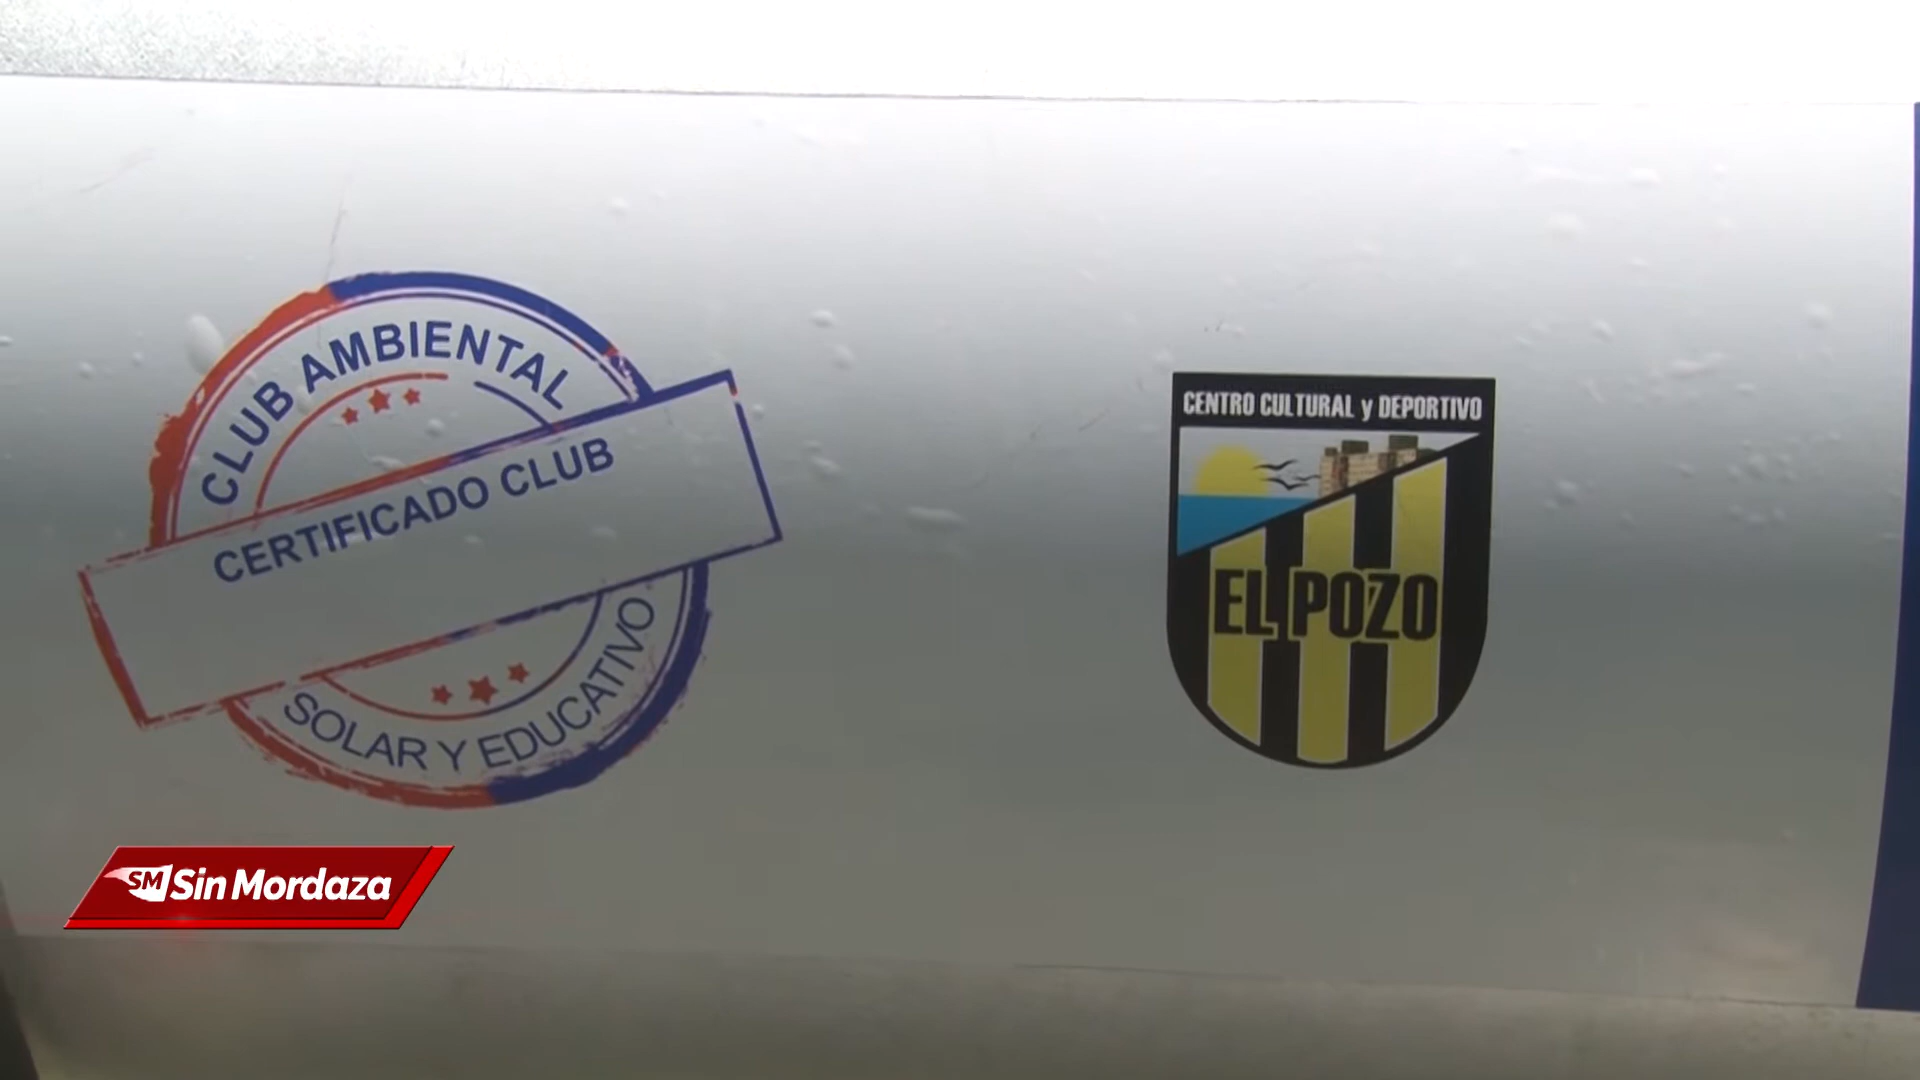 CLUB AMBIENTAL
CERTIFICADO CLUB
SOLAR Y EDUCATIVO
CENTRO CULTURAL y DEPORTIVO
EL POZO
SM Sin Mordaza